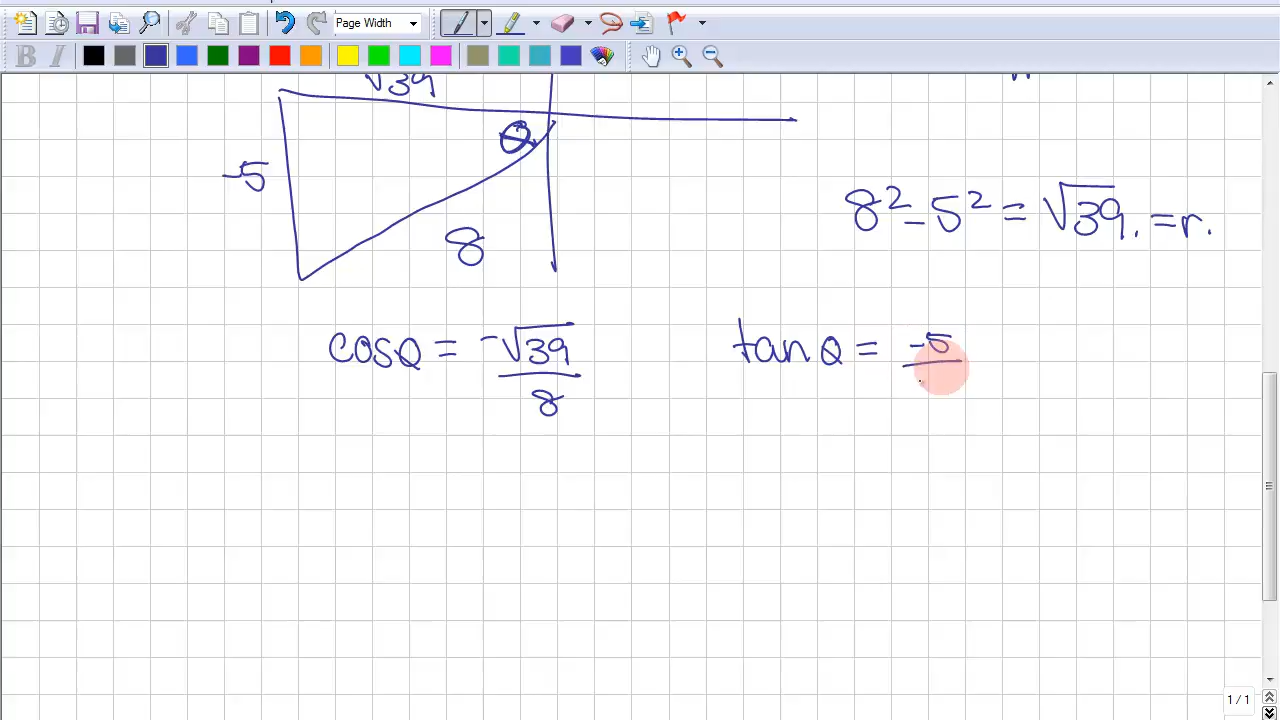 Page Width
B I
√39
θ
-5
8² - 5² = √39. = r.
8
cosθ = -√39/8
tanθ = -5/
1 / 1